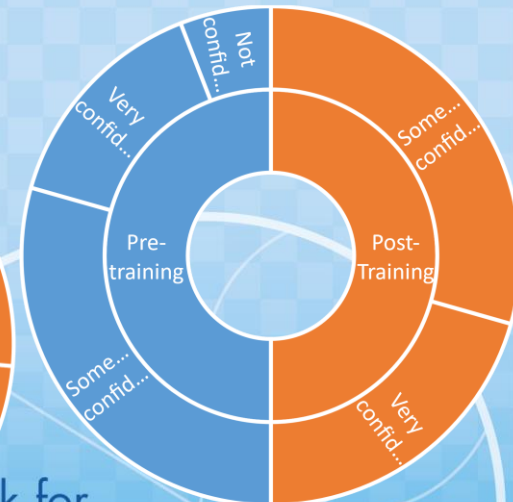 Not
confid...
Very
confid...
Some...
confid...
Pre-
training
Post-
Training
Some...
confid...
Very
confid...
k for